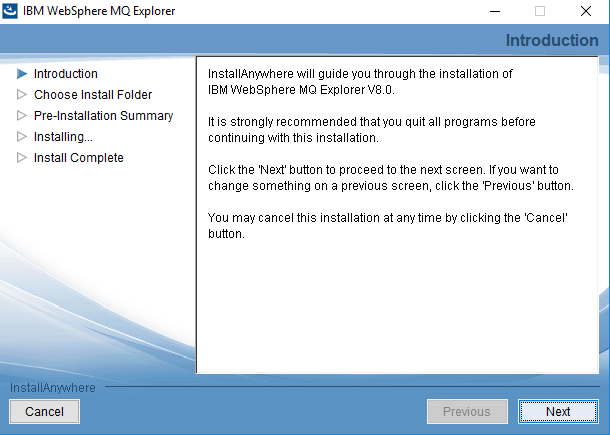 IBM WebSphere MQ Explorer
Introduction
Introduction
Choose Install Folder
Pre-Installation Summary
Installing...
Install Complete
InstallAnywhere will guide you through the installation of
IBM WebSphere MQ Explorer V8.0.
It is strongly recommended that you quit all programs before
continuing with this installation.
Click the 'Next' button to proceed to the next screen. If you want to
change something on a previous screen, click the 'Previous' button.
You may cancel this installation at any time by clicking the 'Cancel'
button.
InstallAnywhere
Cancel
Previous
Next